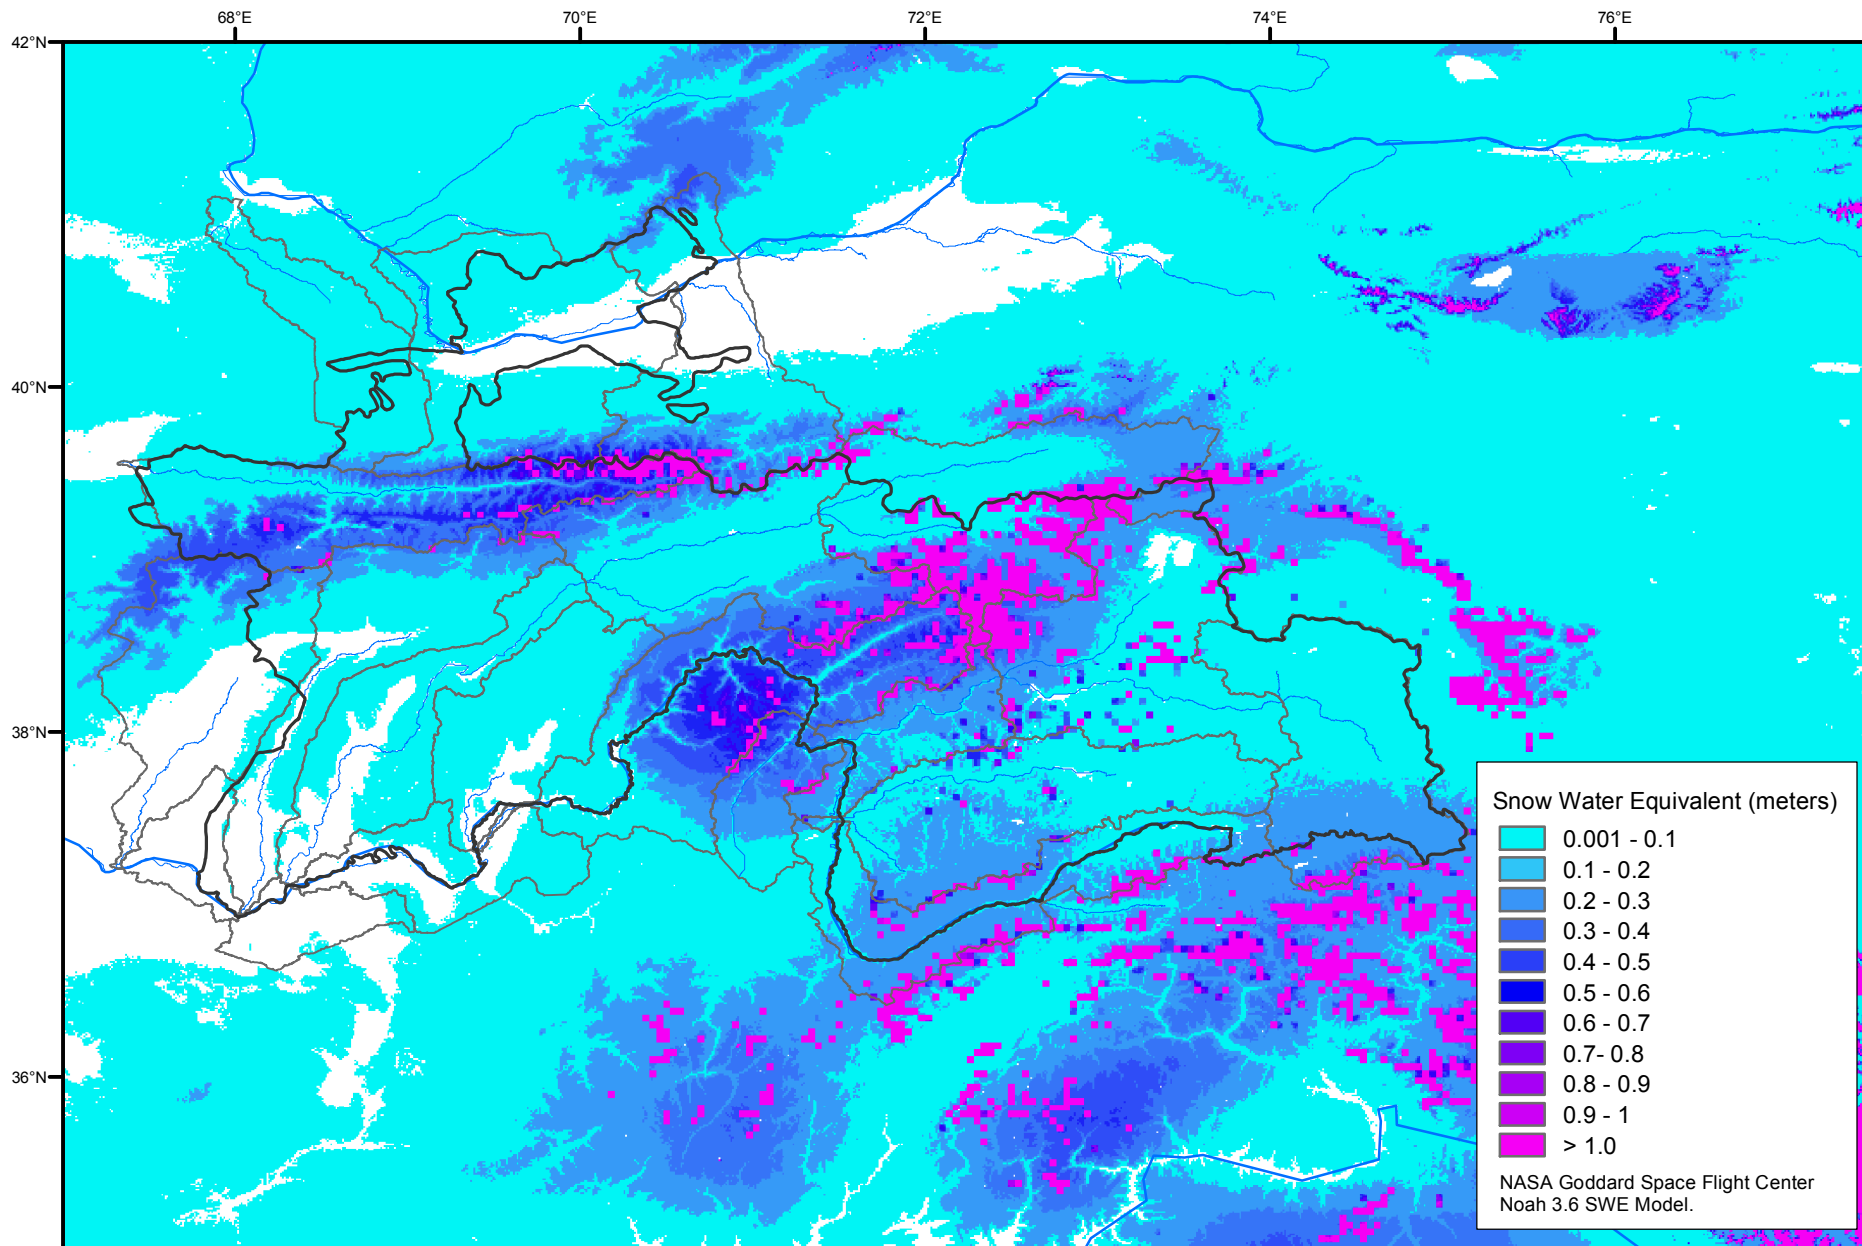 68°E 70°E 72°E 74°E 76°E
42°N
40°N
38°N
36°N
Snow Water Equivalent (meters)
0.001 - 0.1
0.1 - 0.2
0.2 - 0.3
0.3 - 0.4
0.4 - 0.5
0.5 - 0.6
0.6 - 0.7
0.7- 0.8
0.8 - 0.9
0.9 - 1
> 1.0
NASA Goddard Space Flight Center
Noah 3.6 SWE Model.